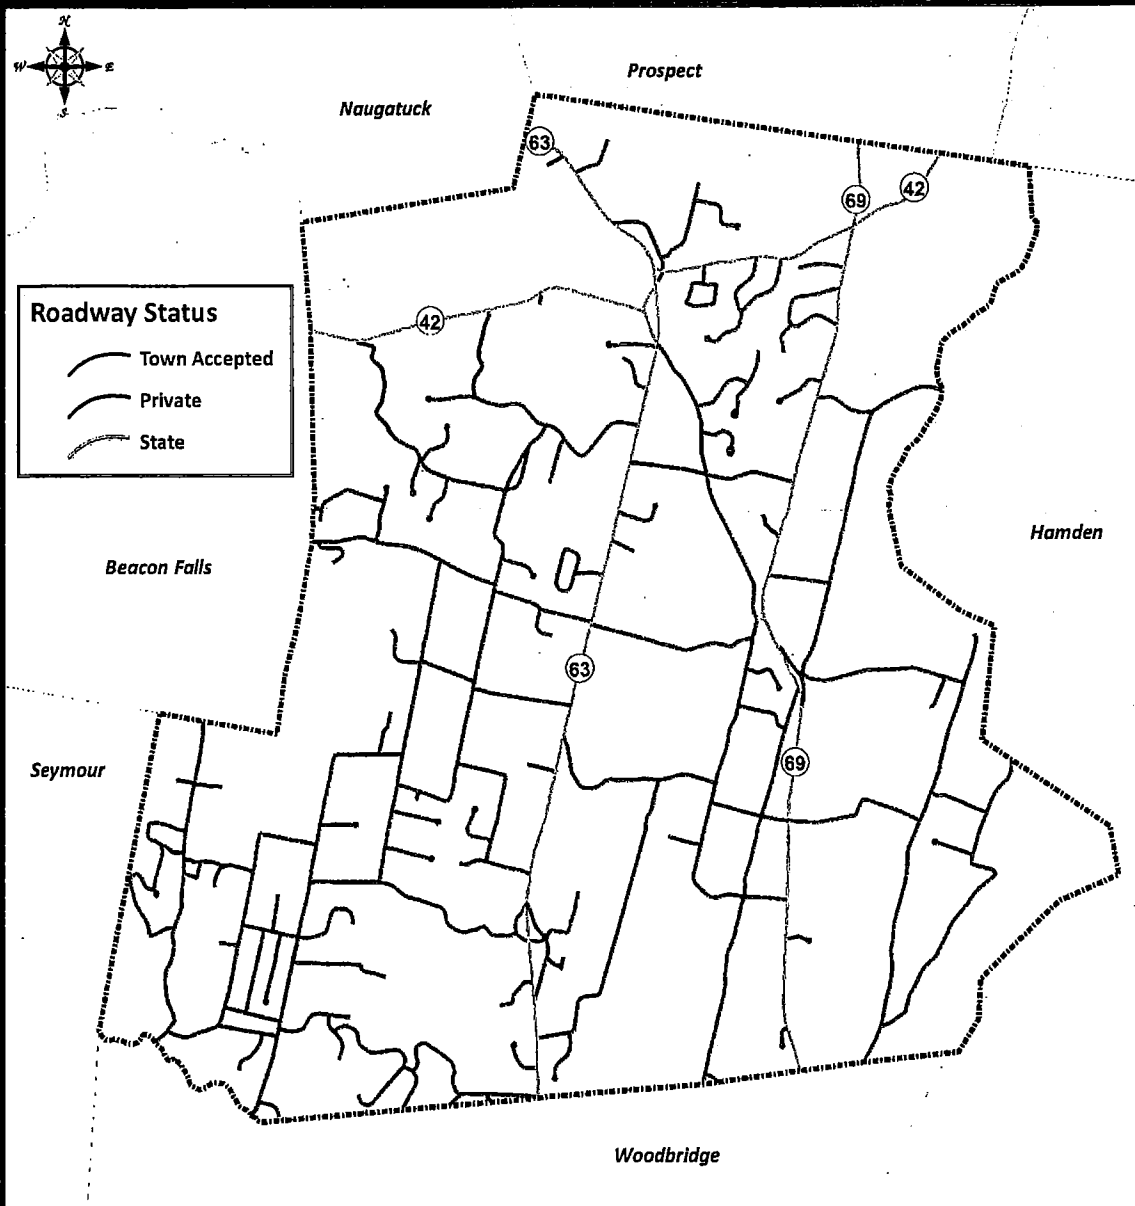 N
W E
S
Prospect
Naugatuck
63
69
42
Roadway Status
Town Accepted
Private
State
42
Hamden
Beacon Falls
63
Seymour
69
Woodbridge